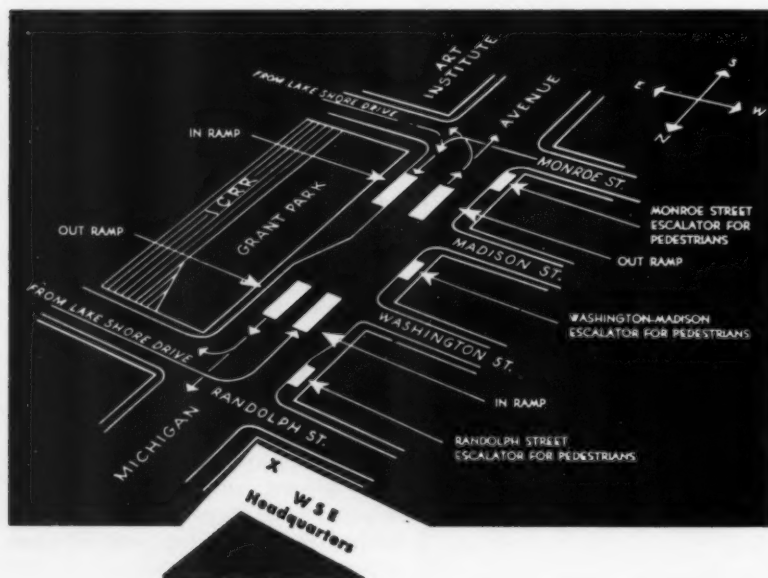 ART
INSTITUTE
FROM LAKE SHORE DRIVE
AVENUE
S
E
W
N
IN RAMP
MONROE ST.
I.C.R.R.
GRANT PARK
MONROE STREET
ESCALATOR FOR
PEDESTRIANS
OUT RAMP
MADISON ST.
OUT RAMP
WASHINGTON-MADISON
ESCALATOR FOR PEDESTRIANS
FROM LAKE SHORE DRIVE
WASHINGTON ST.
IN RAMP
RANDOLPH ST.
MICHIGAN
RANDOLPH STREET
ESCALATOR FOR PEDESTRIANS
X
WSE
Headquarters